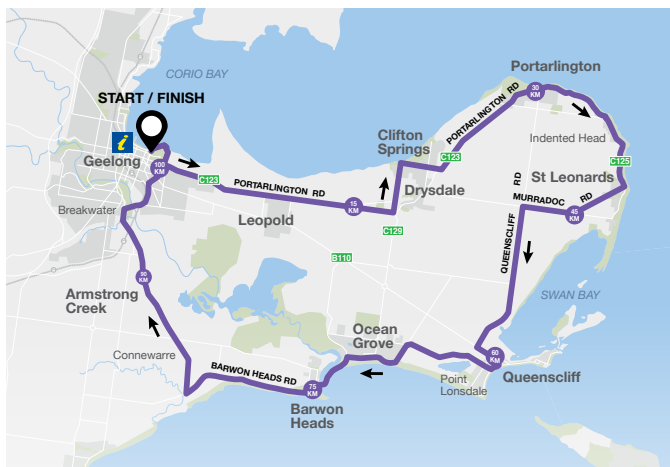 CORIO BAY
START / FINISH
i
Geelong
100
KM
C123
PORTARLINGTON RD
Leopold
15
KM
C129
B110
Clifton
Springs
Drysdale
C123
PORTARLINGTON RD
Portarlington
30
KM
Indented Head
C125
St Leonards
MURRADOC RD
45
KM
QUEENSCLIFF RD
SWAN BAY
60
KM
Queenscliff
Point
Lonsdale
Ocean
Grove
Barwon
Heads
75
KM
BARWON HEADS RD
Connewarre
Armstrong
Creek
90
KM
Breakwater